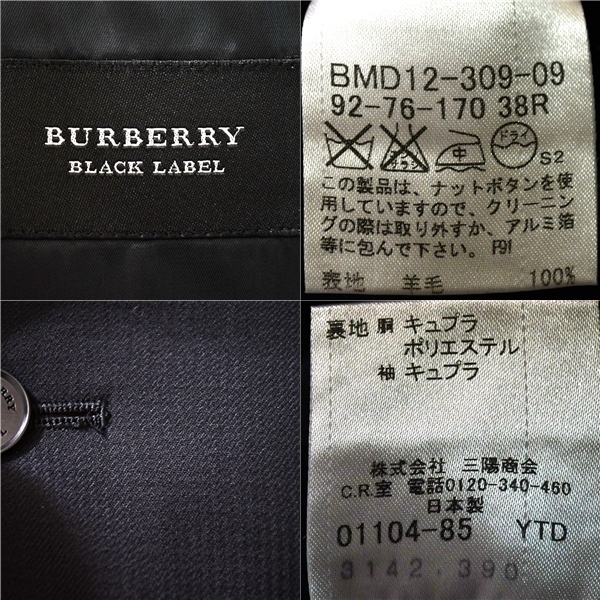 BURBERRY
BLACK LABEL
BMD12-309-09
92-76-170 38R
中 ドライ
S2
この製品は、ナットボタンを使
用していますので、クリーニング
の際は取り外すか、アルミ箔
等に包んで下さい。 F91
表地 羊毛 100%
裏地 胴 キュプラ
ポリエステル
袖 キュプラ
株式会社 三陽商会
C.R.室 電話0120-340-460
日本製
01104-85 YTD
3142,390